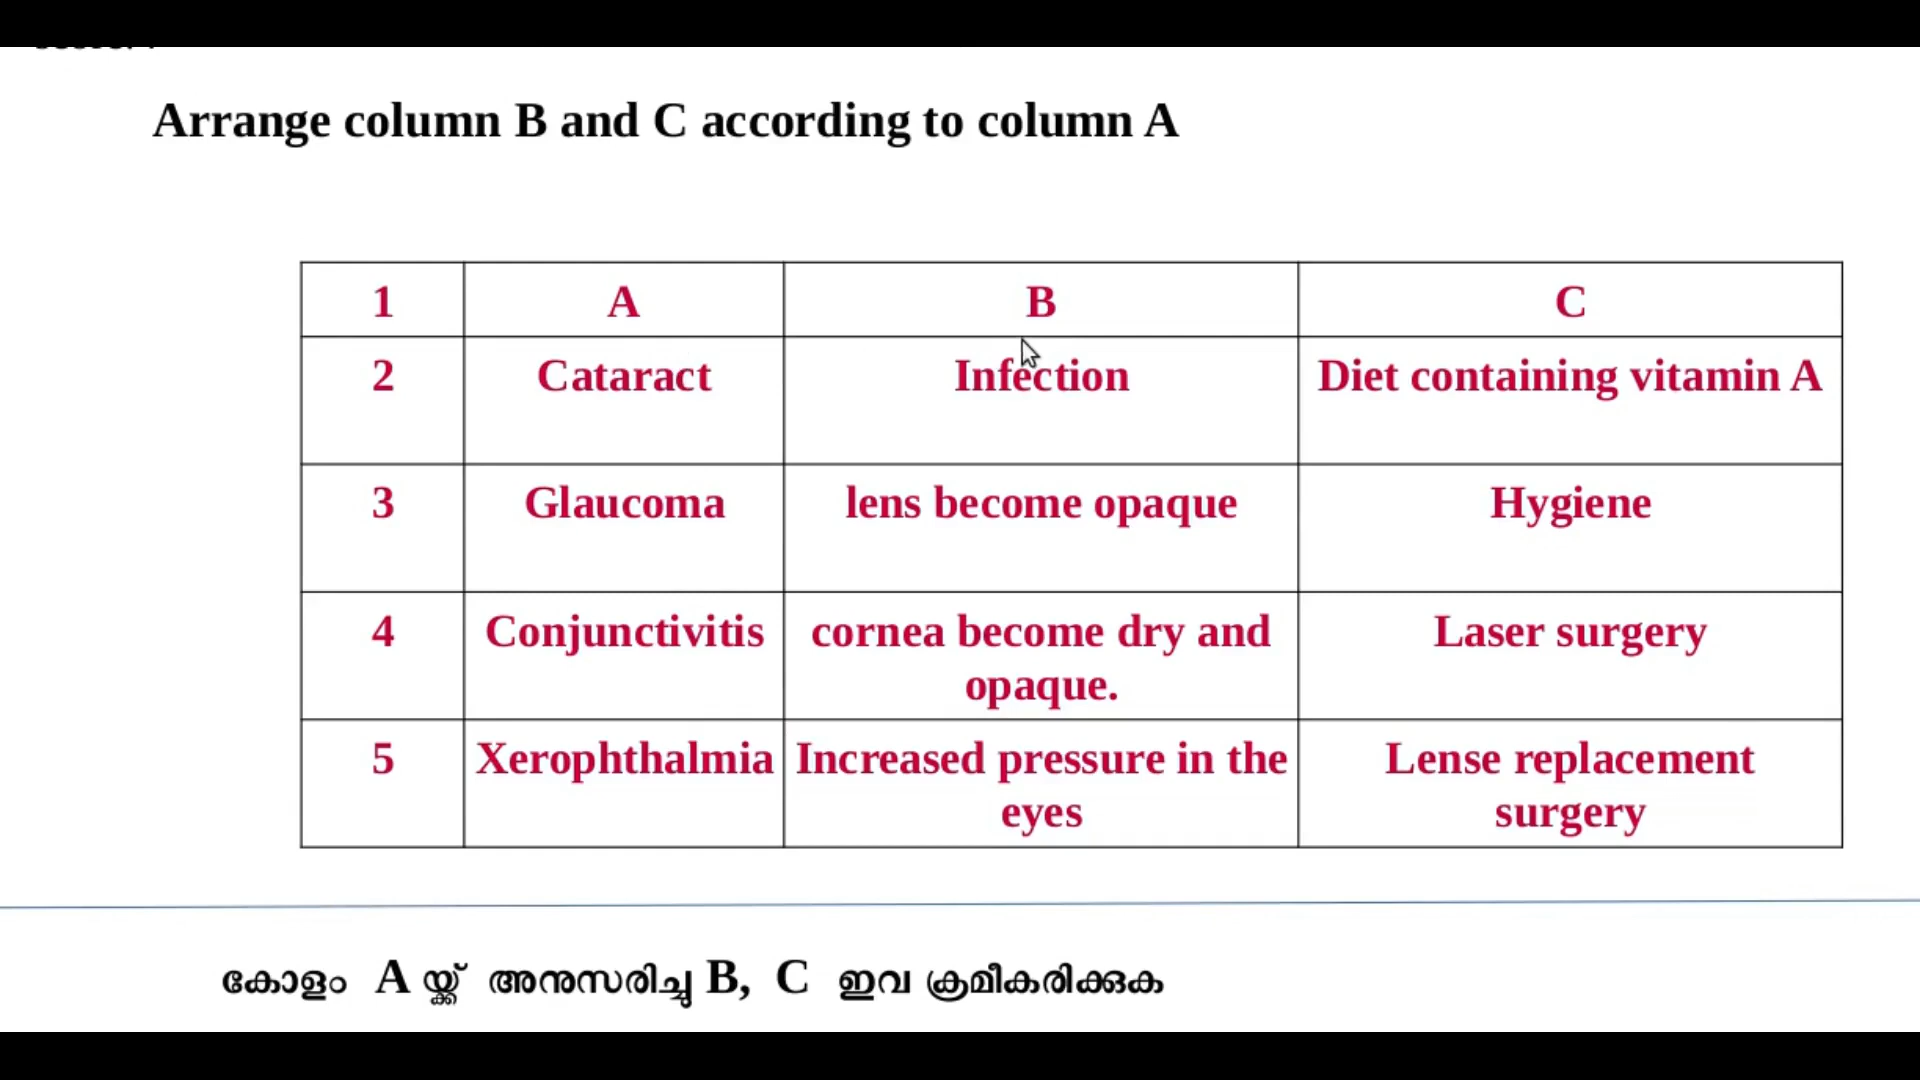 Arrange column B and C according to column A
1 A B C
2 Cataract Infection Diet containing vitamin A
3 Glaucoma lens become opaque Hygiene
4 Conjunctivitis cornea become dry and opaque. Laser surgery
5 Xerophthalmia Increased pressure in the eyes Lense replacement surgery
കോളം A യ്ക്ക് അനുസരിച്ചു B, C ഇവ ക്രമീകരിക്കുക